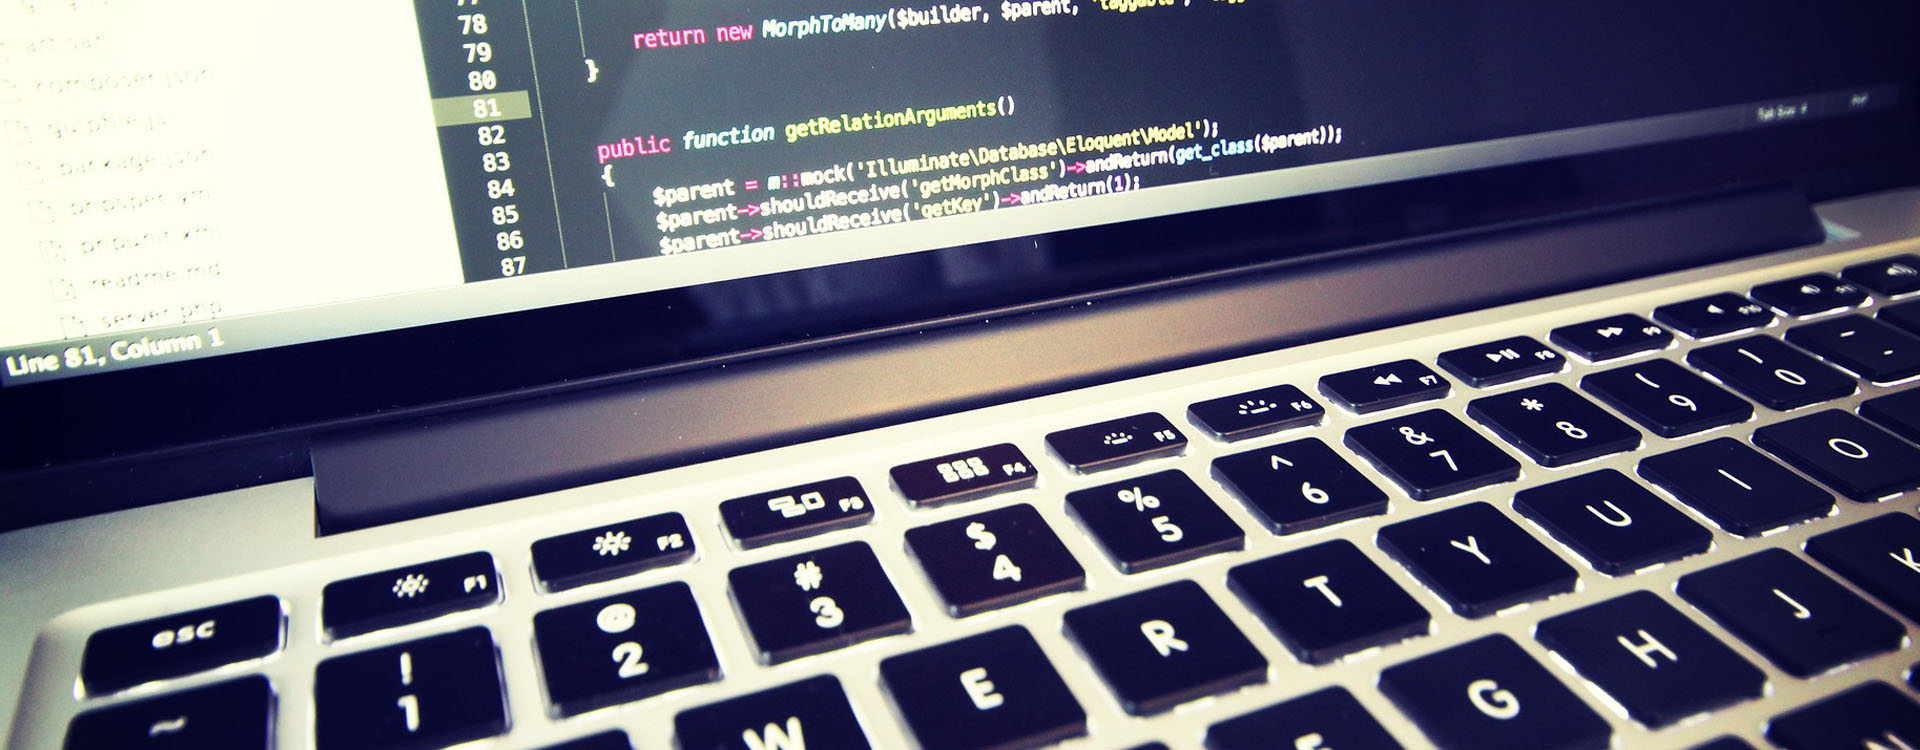 artisan
composer.json
gulpfile.js
package.json
phpspec.yml
phpunit.xml
readme.md
server.php
Line 81, Column 1
78
79
80
81
82
83
84
85
86
87
return new MorphToMany($builder, $parent, 'taggable',
}
public function getRelationArguments()
{
$parent = m::mock('Illuminate\Database\Eloquent\Model');
$parent->shouldReceive('getMorphClass')->andReturn(get_class($parent));
$parent->shouldReceive('getKey')->andReturn(1);
Tab Size: 4
PHP
esc
F1
F2
F3
F4
F5
F6
F7
F8
F9
F10
~
! 1
@ 2
# 3
$ 4
% 5
^ 6
& 7
* 8
( 9
) 0
W
E
R
T
Y
U
I
O
G
H
J
K